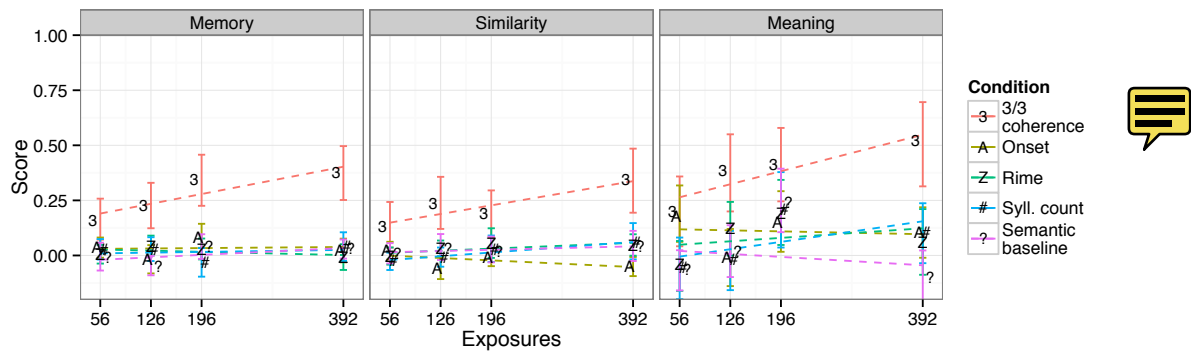 Memory
Similarity
Meaning
1.00
0.75
0.50
0.25
0.00
Score
56
126
196
392
56
126
196
392
56
126
196
392
Exposures
Condition
3 3/3
coherence
A Onset
Z Rime
# Syll. count
? Semantic
baseline